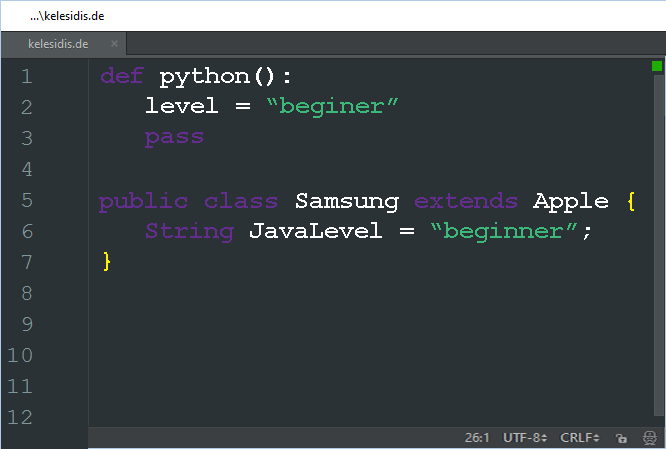 ...\kelesidis.de
kelesidis.de ×
1 def python():
2 level = “beginer”
3 pass
4
5 public class Samsung extends Apple {
6 String JavaLevel = “beginner”;
7 }
8
9
10
11
12
26:1 UTF-8 CRLF